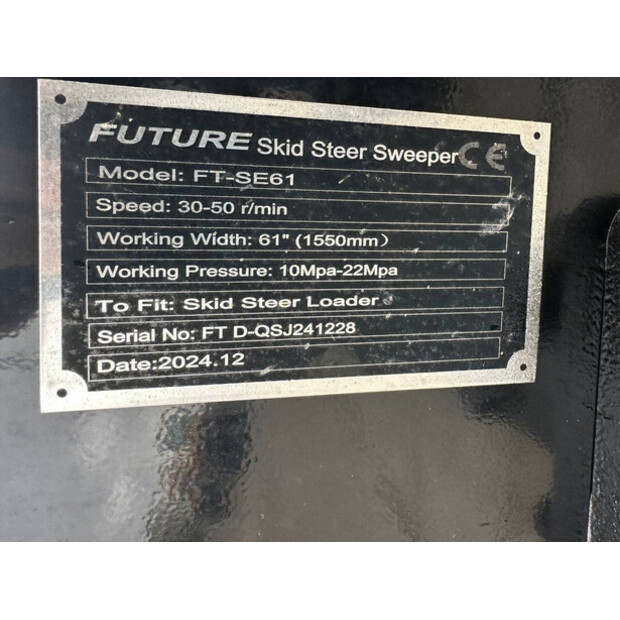 FUTURE Skid Steer Sweeper CE
Model: FT-SE61
Speed: 30-50 r/min
Working Width: 61" (1550mm）
Working Pressure: 10Mpa-22Mpa
To Fit: Skid Steer Loader
Serial No: FT D-QSJ241228
Date:2024.12